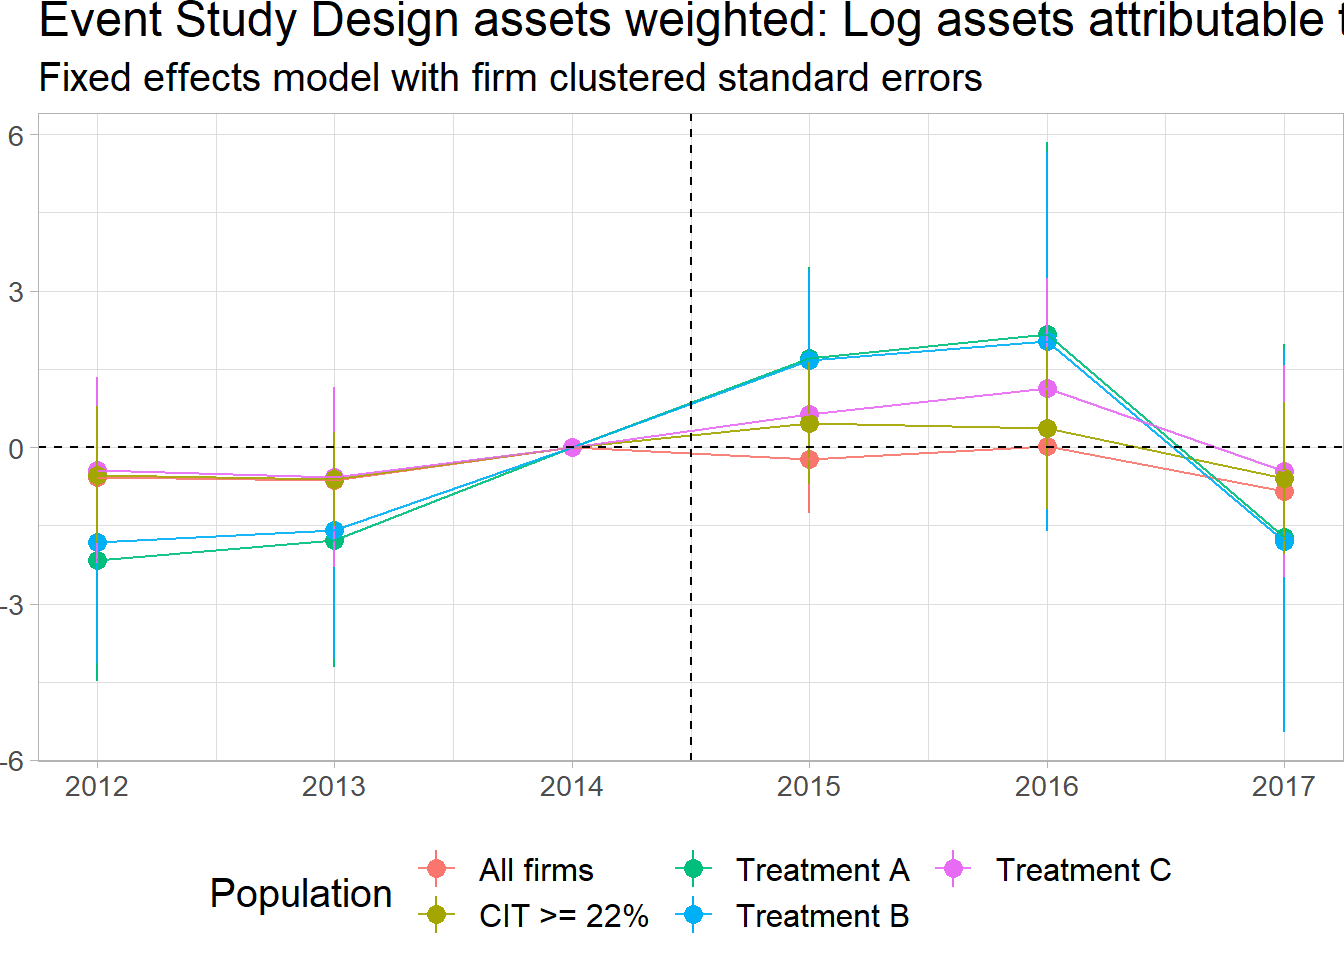 Event Study Design assets weighted: Log assets attributable
Fixed effects model with firm clustered standard errors
6
3
0
-3
-6
2012 2013 2014 2015 2016 2017
Population
All firms Treatment A Treatment C
CIT >= 22% Treatment B